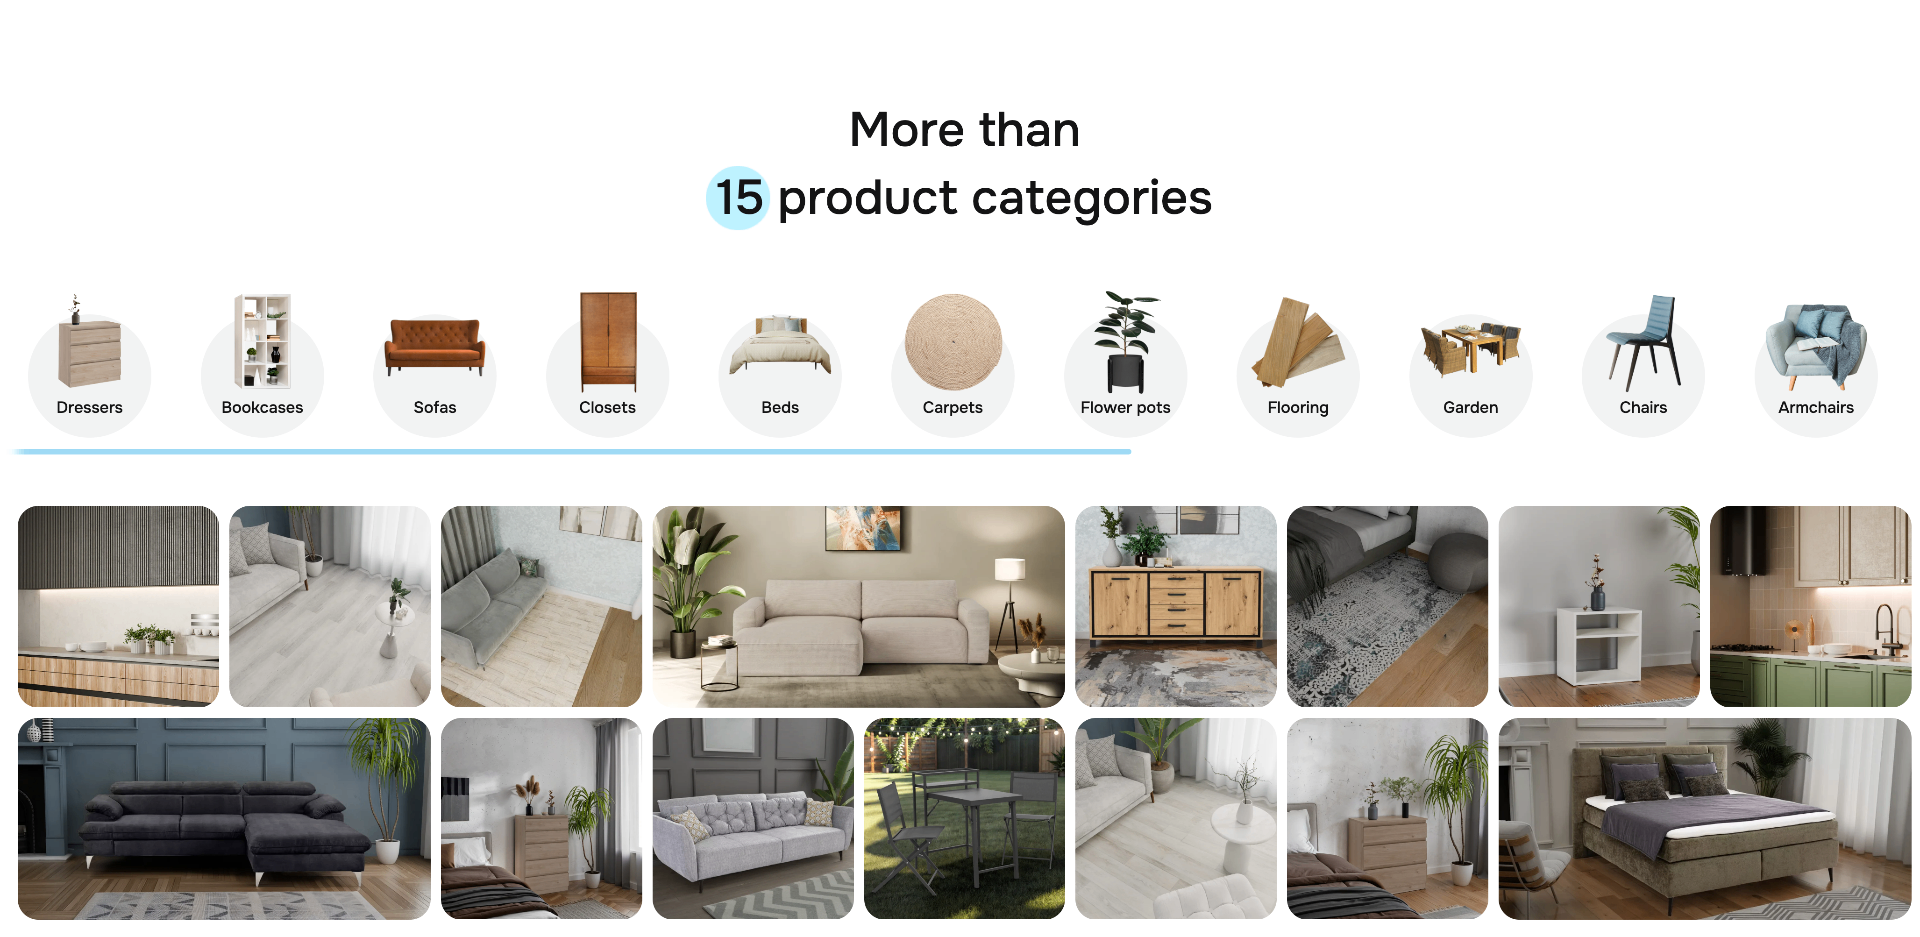 More than
15 product categories
Dressers
Bookcases
Sofas
Closets
Beds
Carpets
Flower pots
Flooring
Garden
Chairs
Armchairs